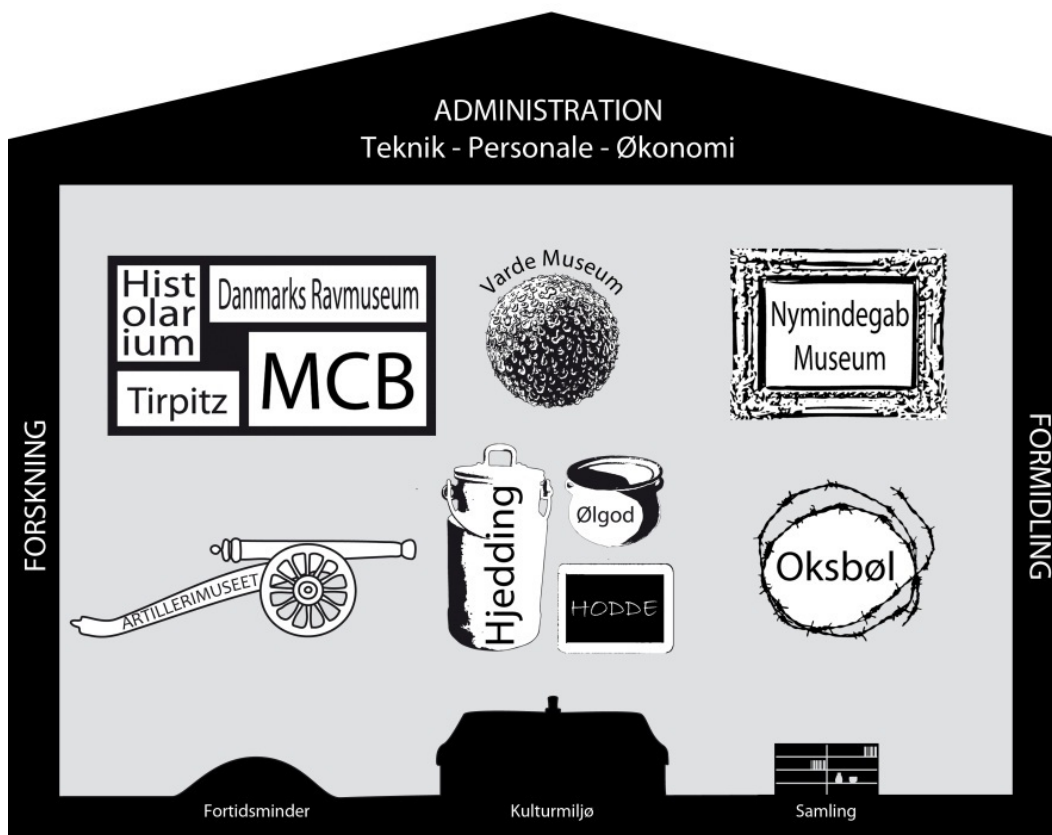 ADMINISTRATION
Teknik - Personale - Økonomi
FORSKNING
Hist
olar
ium
Danmarks Ravmuseum
Tirpitz
MCB
Varde Museum
Nymindegab
Museum
ARTILLERIMUSEET
Hjedding
Ølgod
HODDE
Oksbøl
FORMIDLING
Fortidsminder
Kulturmiljø
Samling